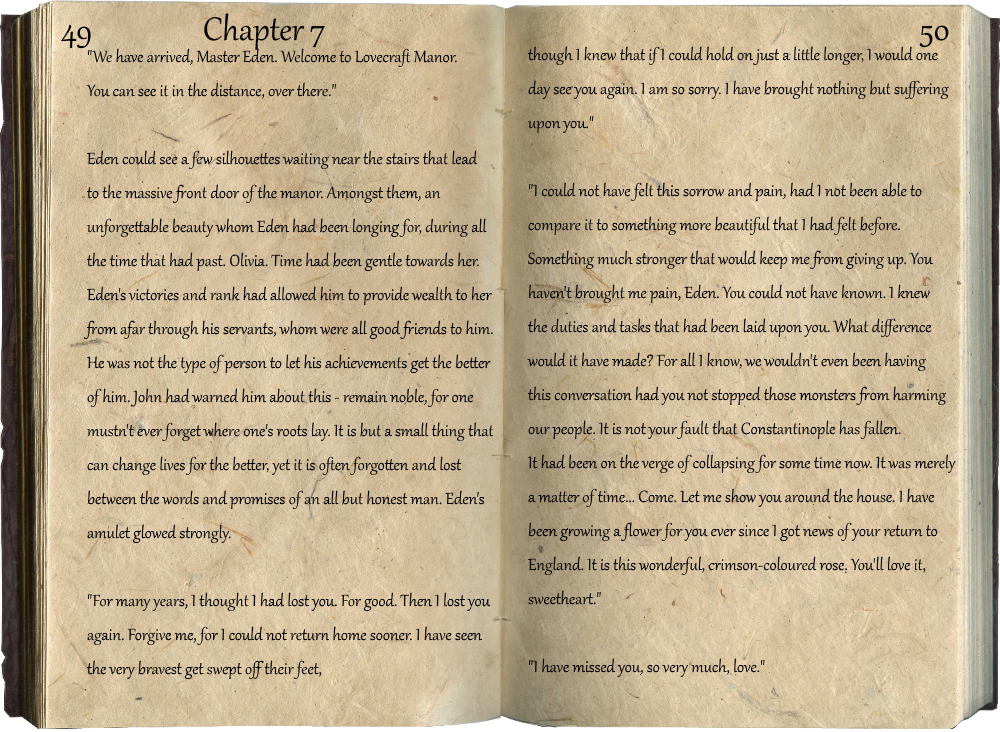 49
Chapter 7
"We have arrived, Master Eden. Welcome to Lovecraft Manor.
You can see it in the distance, over there."
Eden could see a few silhouettes waiting near the stairs that lead
to the massive front door of the manor. Amongst them, an
unforgettable beauty whom Eden had been longing for, during all
the time that had past. Olivia. Time had been gentle towards her.
Eden's victories and rank had allowed him to provide wealth to her
from afar through his servants, whom were all good friends to him.
He was not the type of person to let his achievements get the better
of him. John had warned him about this - remain noble, for one
mustn't ever forget where one's roots lay. It is but a small thing that
can change lives for the better, yet it is often forgotten and lost
between the words and promises of an all but honest man. Eden's
amulet glowed strongly.
"For many years, I thought I had lost you. For good. Then I lost you
again. Forgive me, for I could not return home sooner. I have seen
the very bravest get swept off their feet,
50
though I knew that if I could hold on just a little longer, I would one
day see you again. I am so sorry. I have brought nothing but suffering
upon you."
"I could not have felt this sorrow and pain, had I not been able to
compare it to something more beautiful that I had felt before.
Something much stronger that would keep me from giving up. You
haven't brought me pain, Eden. You could not have known. I knew
the duties and tasks that had been laid upon you. What difference
would it have made? For all I know, we wouldn't even been having
this conversation had you not stopped those monsters from harming
our people. It is not your fault that Constantinople has fallen.
It had been on the verge of collapsing for some time now. It was merely
a matter of time... Come. Let me show you around the house. I have
been growing a flower for you ever since I got news of your return to
England. It is this wonderful, crimson-coloured rose. You'll love it,
sweetheart."
"I have missed you, so very much, love."